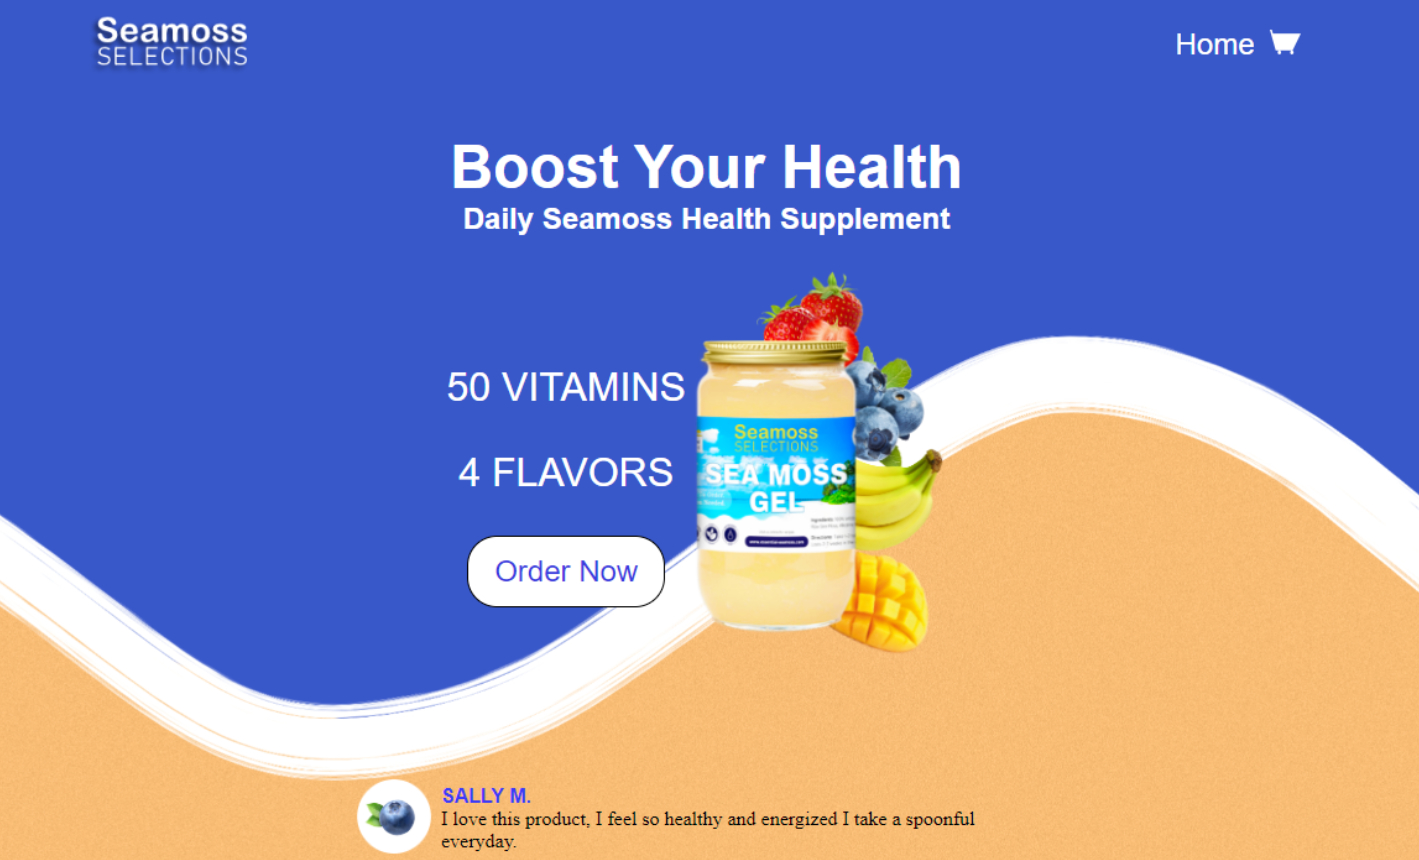 Seamoss
SELECTIONS
Home
Boost Your Health
Daily Seamoss Health Supplement
50 VITAMINS
4 FLAVORS
Order Now
Seamoss
SELECTIONS
SEA MOSS
GEL
SALLY M.
I love this product, I feel so healthy and energized I take a spoonful
everyday.